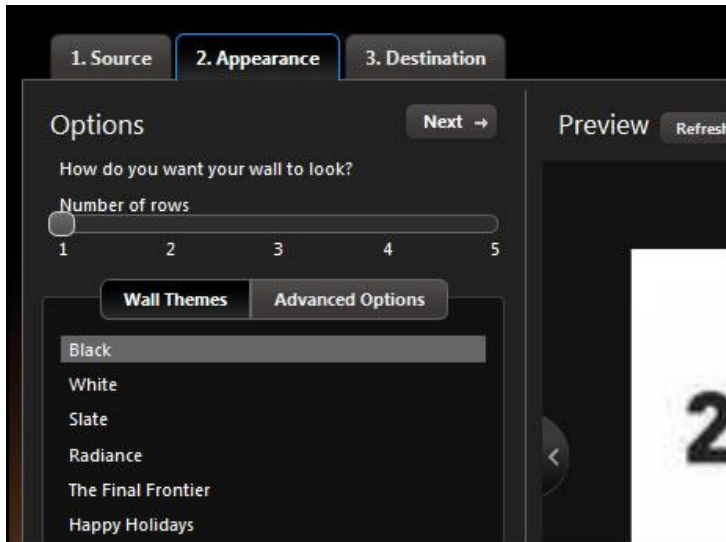 1. Source 2. Appearance 3. Destination
Options Next →
How do you want your wall to look?
Number of rows
1 2 3 4 5
Wall Themes Advanced Options
Black
White
Slate
Radiance
The Final Frontier
Happy Holidays
Preview Refresh
2